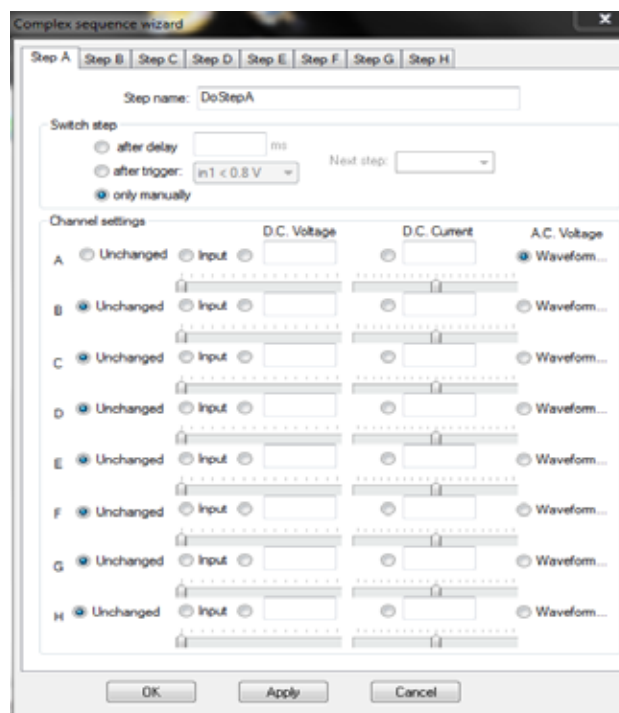 Complex sequence wizard
Step A Step B Step C Step D Step E Step F Step G Step H
Step name: DoStepA
Switch step
after delay ms
after trigger: in1 < 0.8 V Next step:
only manually
Channel settings
D.C. Voltage D.C. Current A.C. Voltage
A Unchanged Input Waveform...
B Unchanged Input Waveform...
C Unchanged Input Waveform...
D Unchanged Input Waveform...
E Unchanged Input Waveform...
F Unchanged Input Waveform...
G Unchanged Input Waveform...
H Unchanged Input Waveform...
OK Apply Cancel